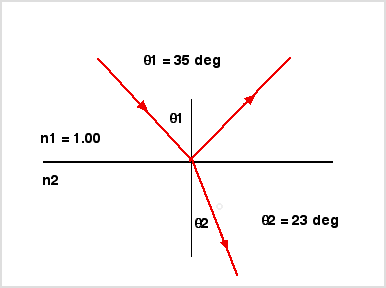 θ1 = 35 deg
θ1
n1 = 1.00
n2
θ2
θ2 = 23 deg